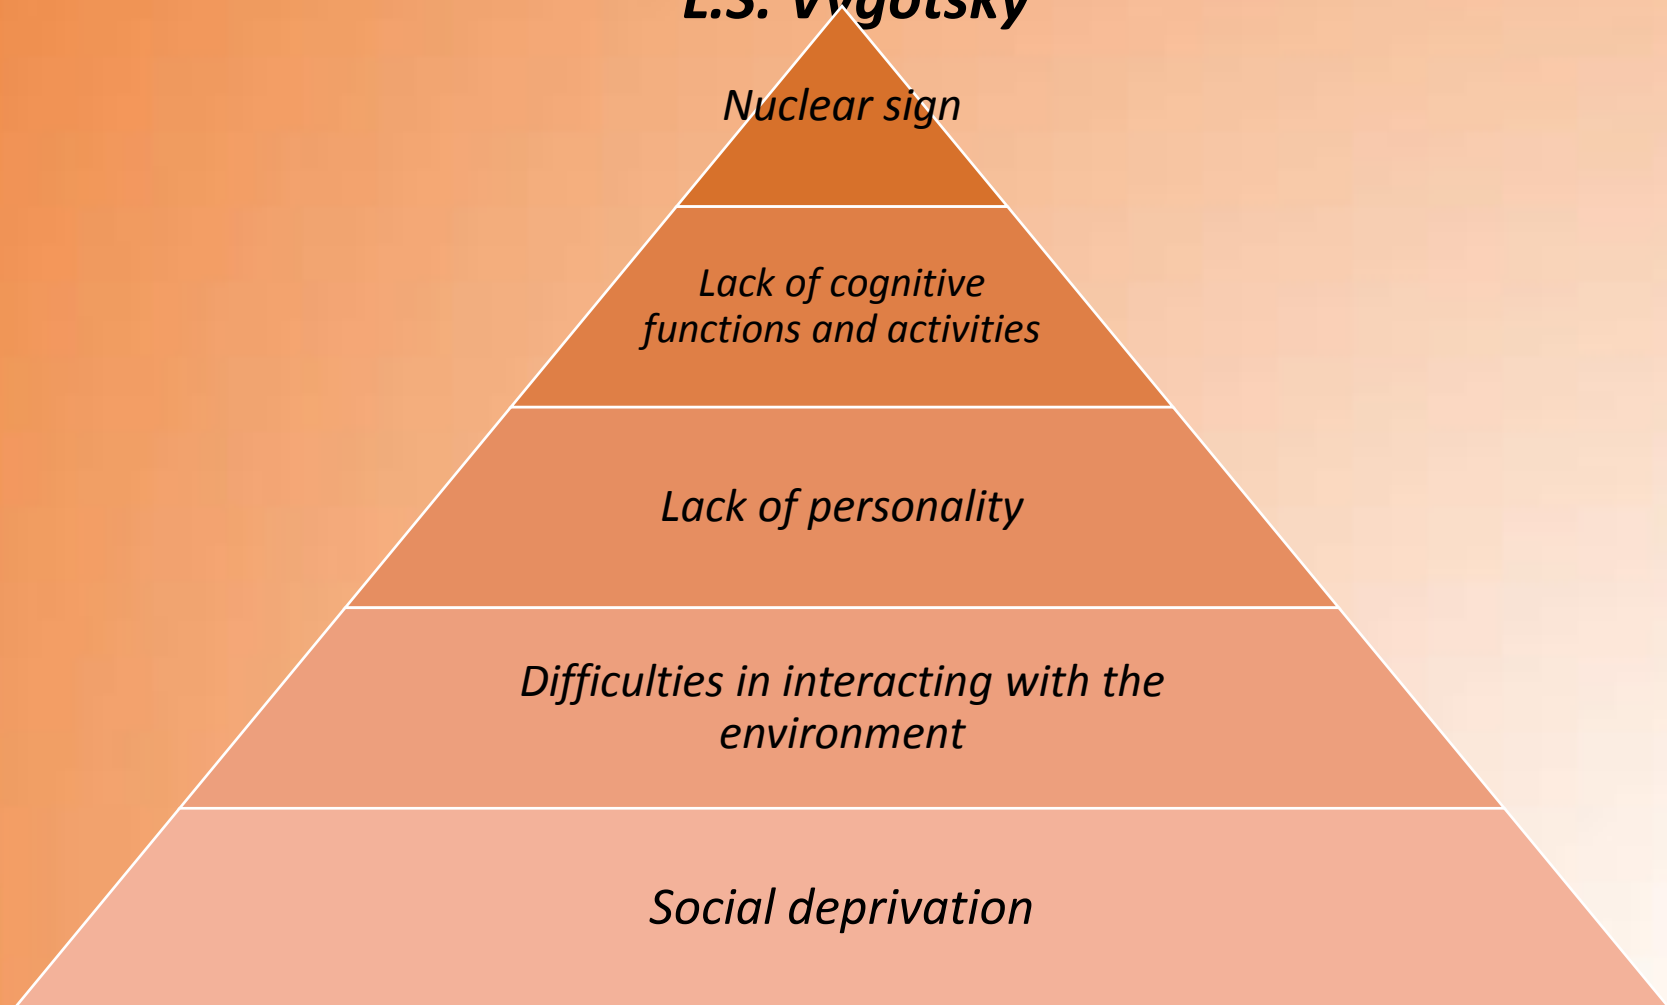 L.S. Vygotsky
Nuclear sign
Lack of cognitive
functions and activities
Lack of personality
Difficulties in interacting with the
environment
Social deprivation